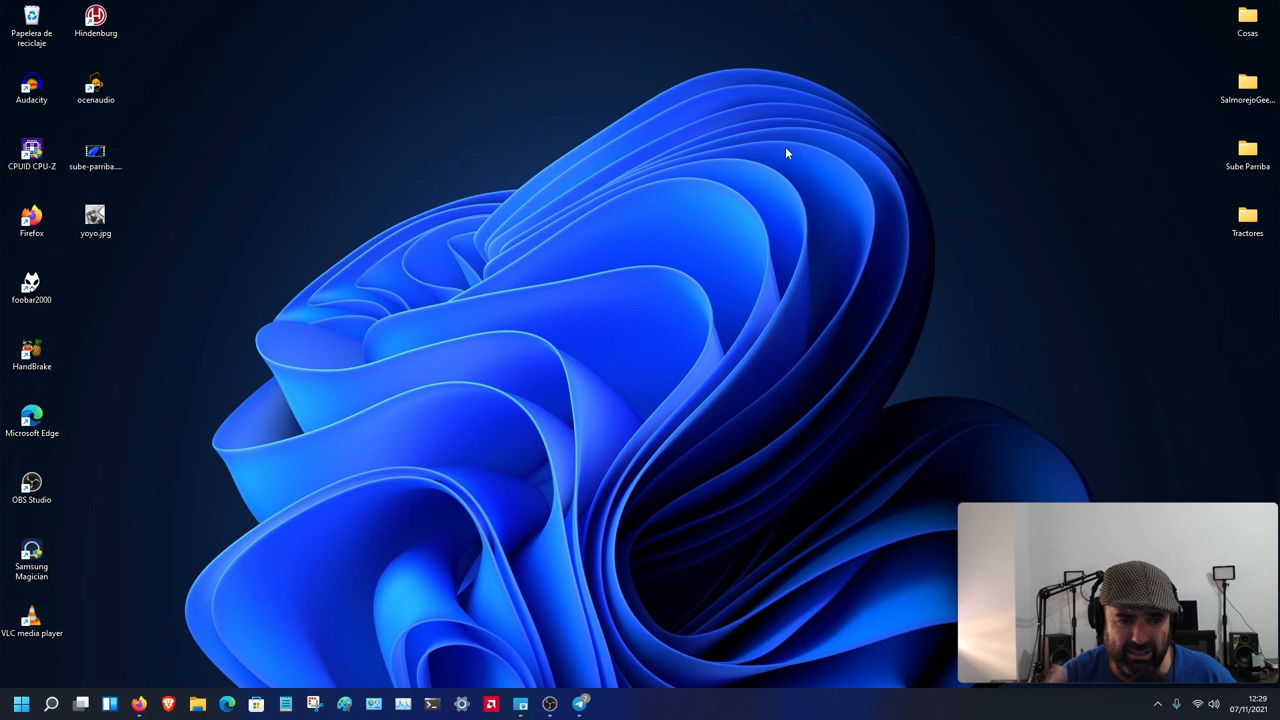 Papelera de
reciclaje
Hindenburg
Audacity
ocenaudio
CPUID CPU-Z
sube-parriba....
Firefox
yoyo.jpg
foobar2000
HandBrake
Microsoft Edge
OBS Studio
Samsung
Magician
VLC media player
Cosas
SalmorejoGee...
Sube Parriba
Tractores
7
12:29
07/11/2021